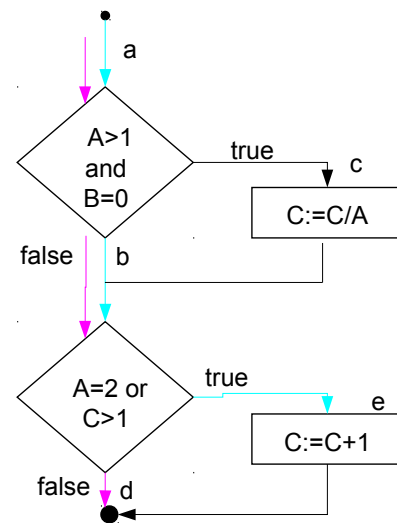 a
A>1
and
B=0
true
c
C:=C/A
false
b
A=2 or
C>1
true
e
C:=C+1
false
d